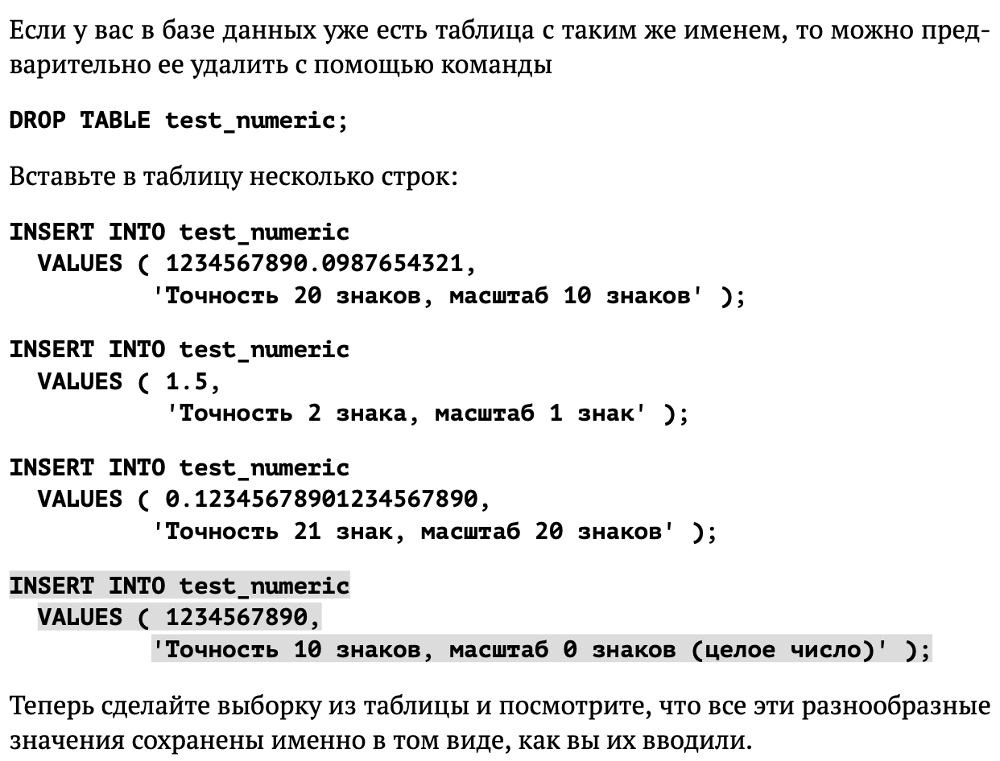 Если у вас в базе данных уже есть таблица с таким же именем, то можно пред-
варительно ее удалить с помощью команды
DROP TABLE test_numeric;
Вставьте в таблицу несколько строк:
INSERT INTO test_numeric
VALUES ( 1234567890.0987654321,
'Точность 20 знаков, масштаб 10 знаков' );
INSERT INTO test_numeric
VALUES ( 1.5,
'Точность 2 знака, масштаб 1 знак' );
INSERT INTO test_numeric
VALUES ( 0.12345678901234567890,
'Точность 21 знак, масштаб 20 знаков' );
INSERT INTO test_numeric
VALUES ( 1234567890,
'Точность 10 знаков, масштаб 0 знаков (целое число)' );
Теперь сделайте выборку из таблицы и посмотрите, что все эти разнообразные
значения сохранены именно в том виде, как вы их вводили.